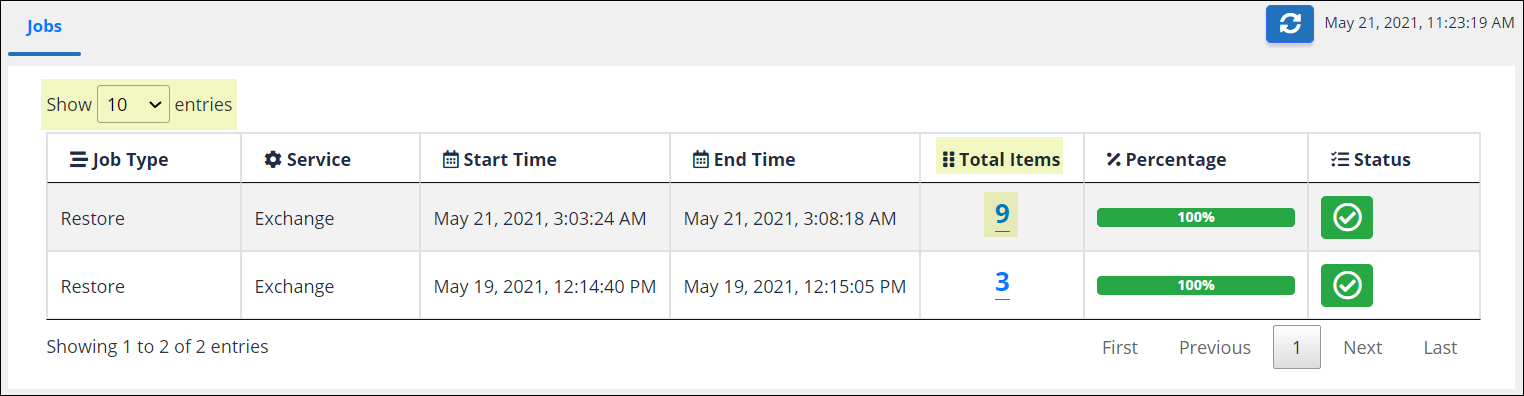 Jobs
May 21, 2021, 11:23:19 AM
Show 10 entries
Job Type Service Start Time End Time Total Items Percentage Status
Restore Exchange May 21, 2021, 3:03:24 AM May 21, 2021, 3:08:18 AM 9 100%
Restore Exchange May 19, 2021, 12:14:40 PM May 19, 2021, 12:15:05 PM 3 100%
Showing 1 to 2 of 2 entries First Previous 1 Next Last